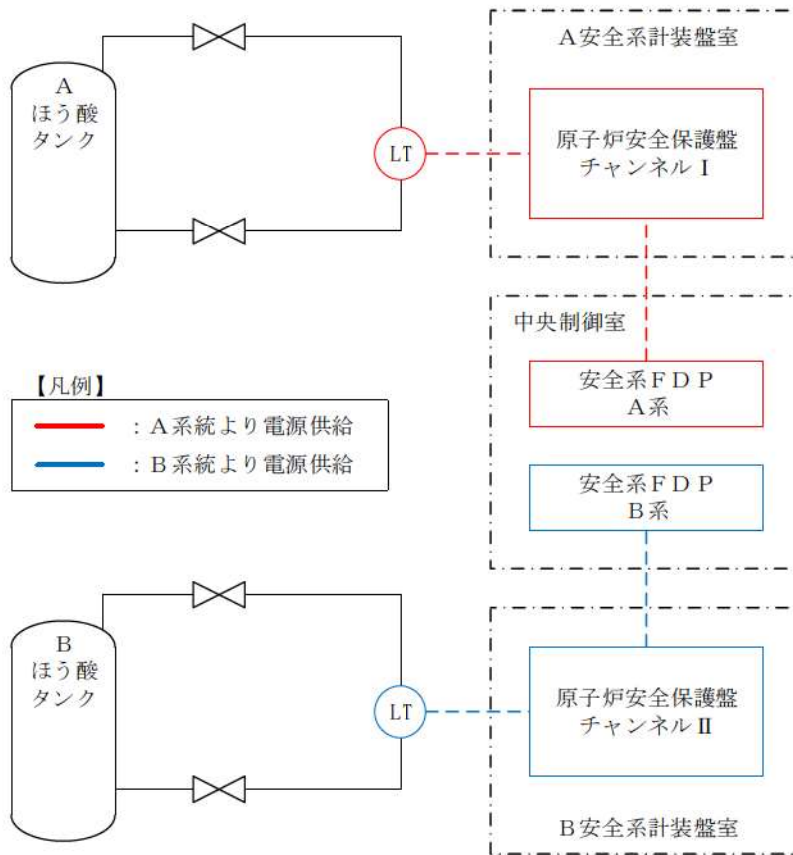 A安全系計装盤室
A
ほう酸
タンク
LT
原子炉安全保護盤
チャンネルⅠ
中央制御室
安全系FDP
A系
【凡例】
：A系統より電源供給
：B系統より電源供給
安全系FDP
B系
B
ほう酸
タンク
LT
原子炉安全保護盤
チャンネルⅡ
B安全系計装盤室